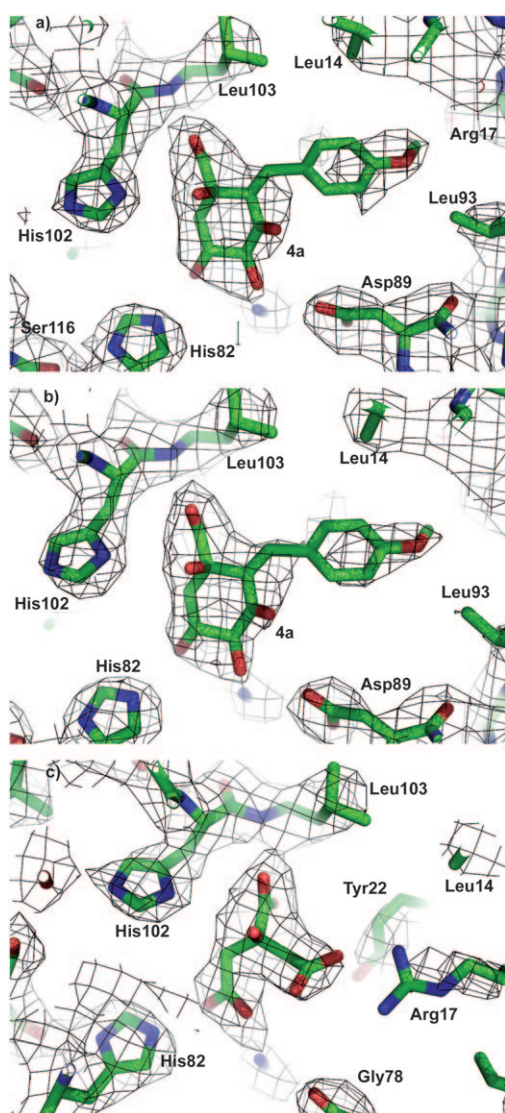 a)
Leu14
Leu103
Arg17
Leu93
His102
4a
Asp89
Ser116
His82
b)
Leu103
Leu14
His102
Leu93
4a
His82
Asp89
c)
Leu103
Tyr22
Leu14
His102
Arg17
His82
Gly78